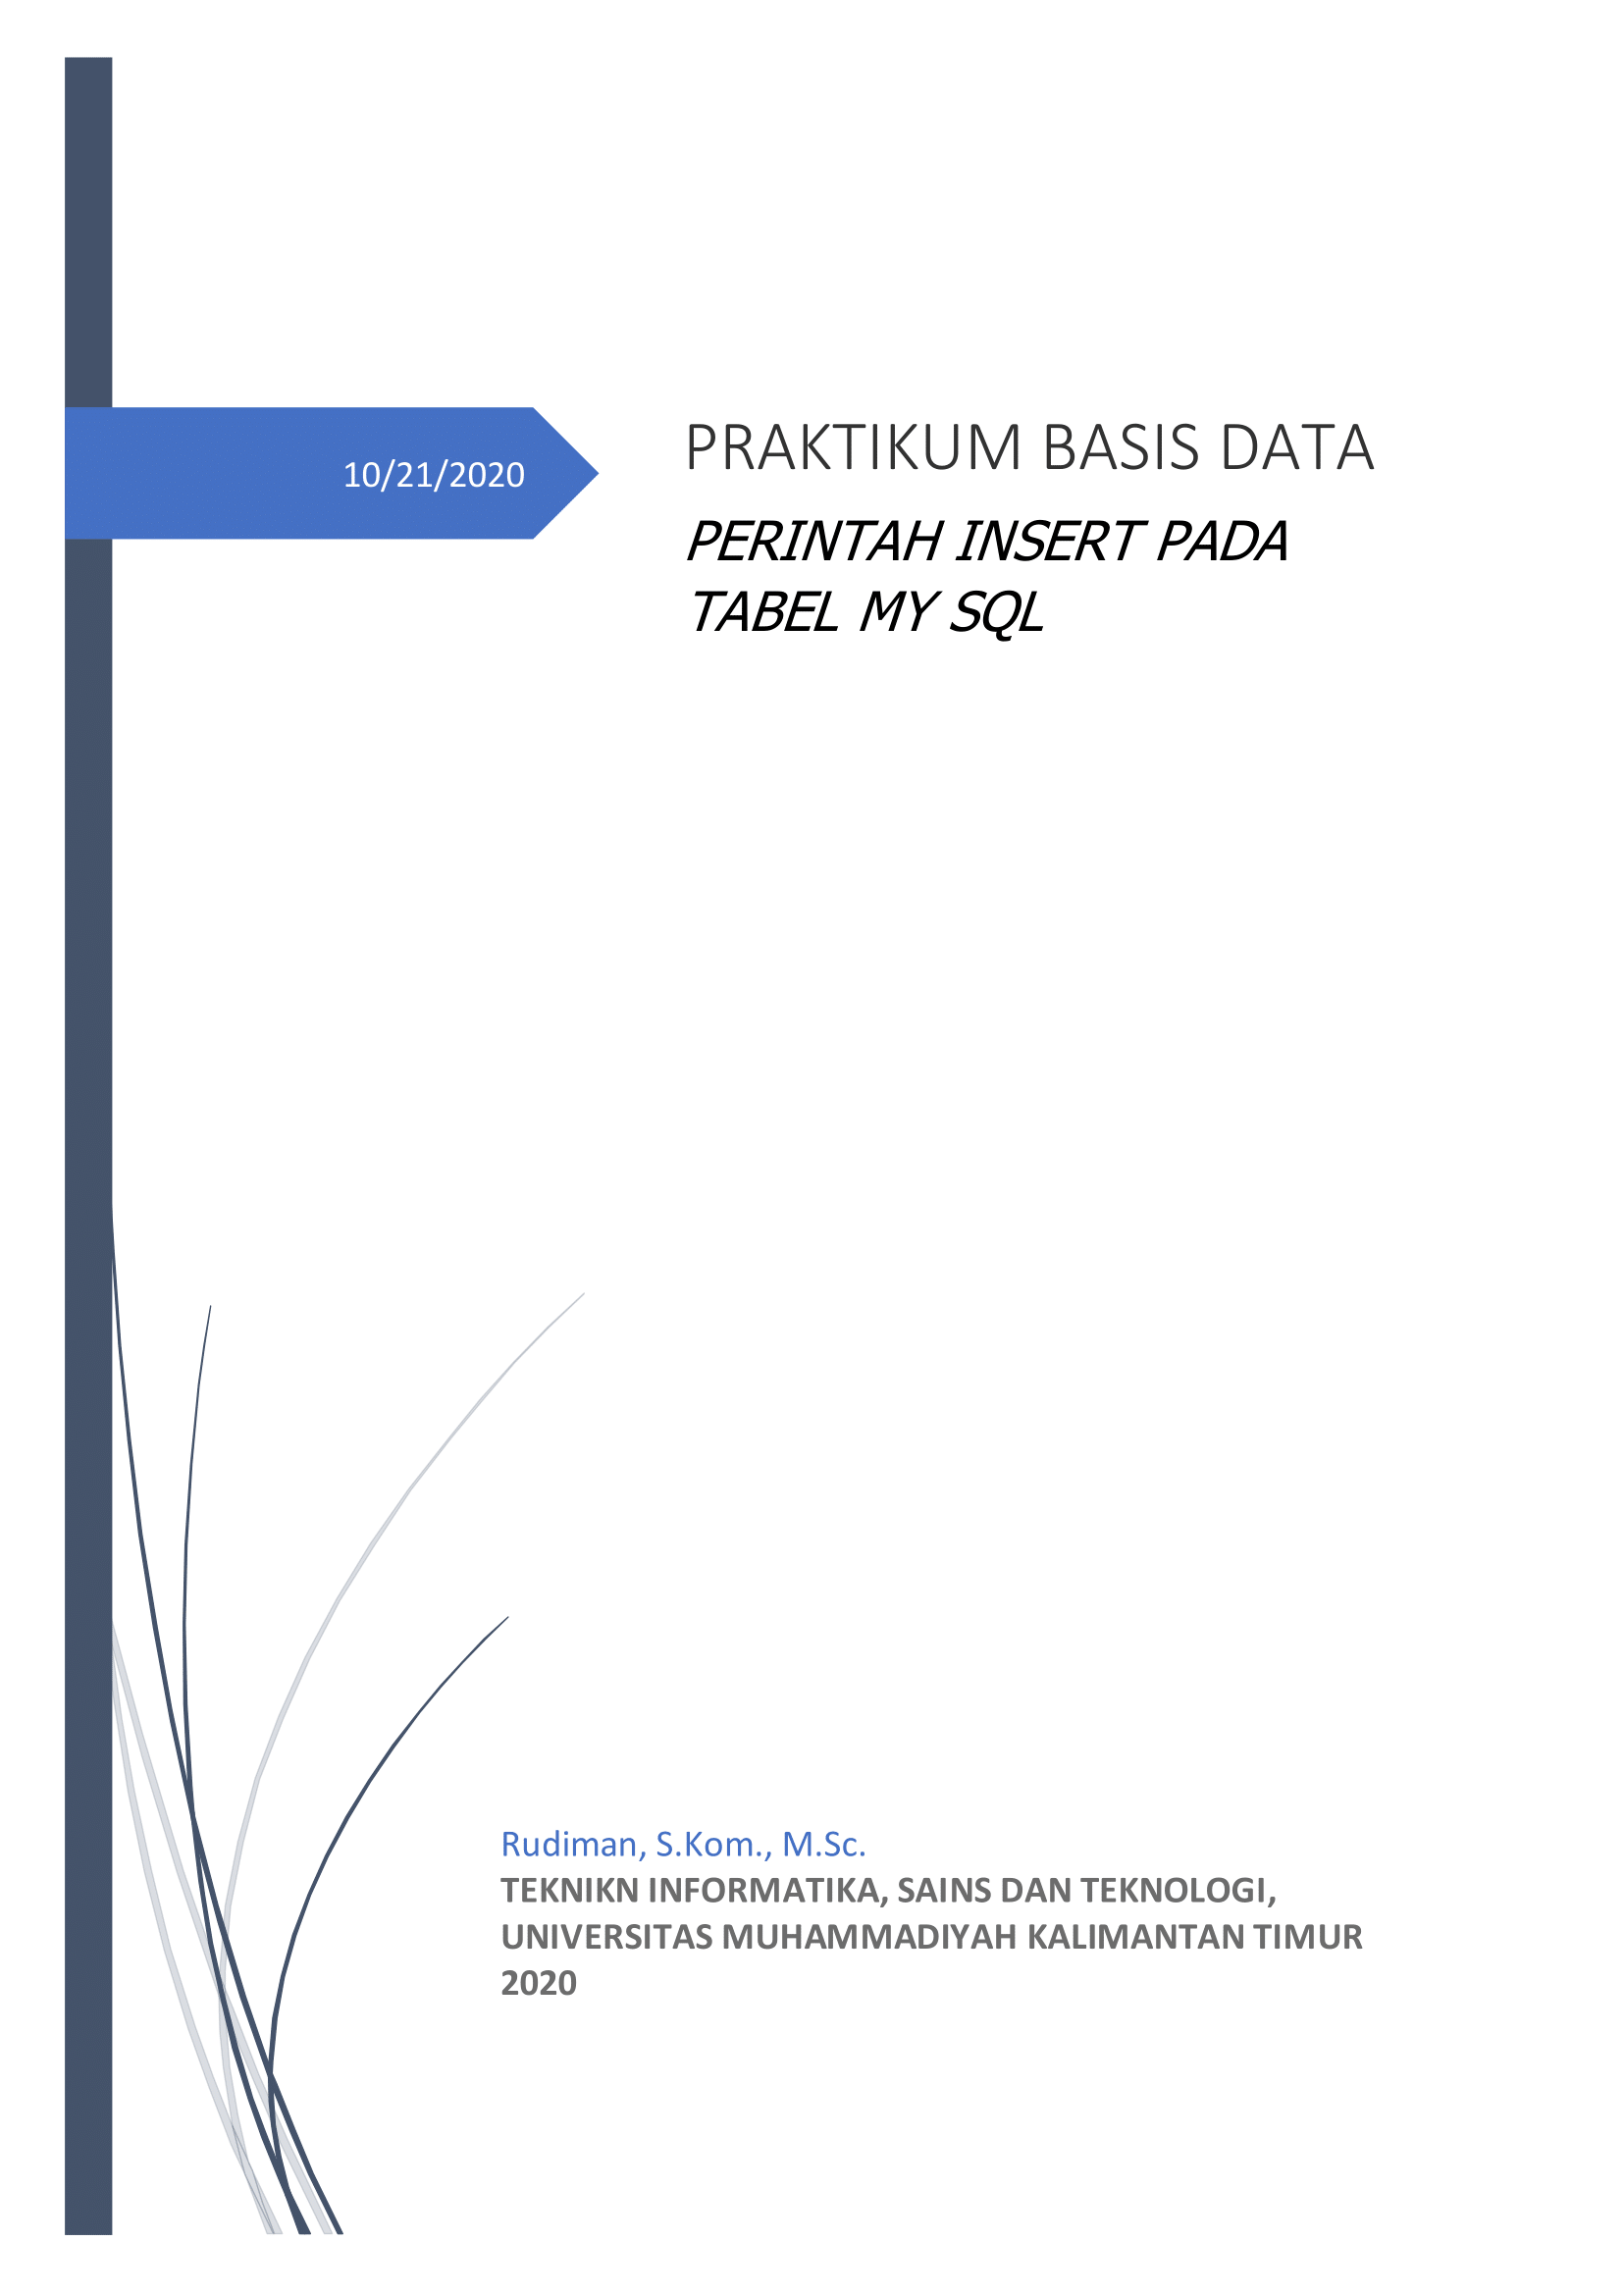 10/21/2020
PRAKTIKUM BASIS DATA
PERINTAH INSERT PADA
TABEL MY SQL
Rudiman, S.Kom., M.Sc.
TEKNIKN INFORMATIKA, SAINS DAN TEKNOLOGI,
UNIVERSITAS MUHAMMADIYAH KALIMANTAN TIMUR
2020